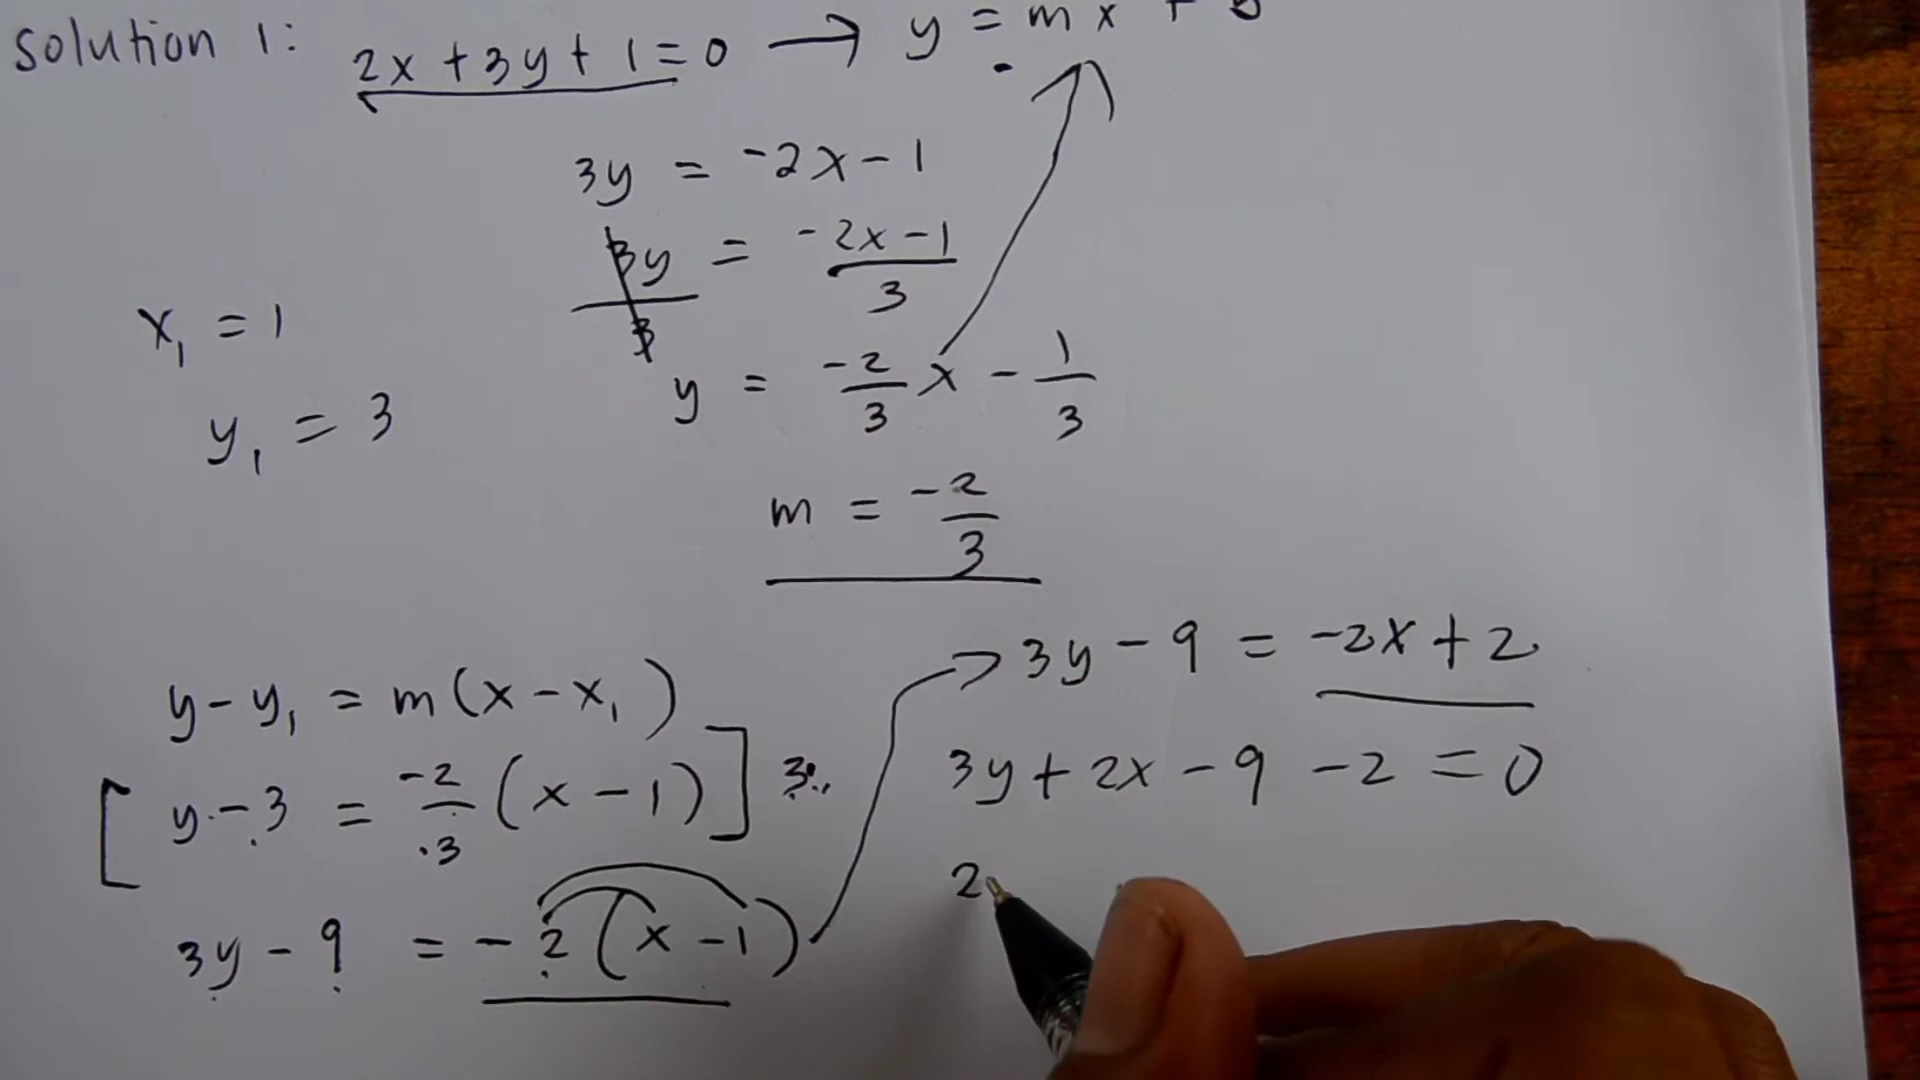 Solution 1: 2x + 3y + 1 = 0 → y = mx + b
3y = -2x - 1
3y/3 = -2x - 1/3
x₁ = 1
y = -2/3 x - 1/3
y₁ = 3
m = -2/3
y - y₁ = m(x - x₁)
[y - 3 = -2/3 (x - 1)] 3
3y - 9 = -2(x - 1)
→ 3y - 9 = -2x + 2
3y + 2x - 9 - 2 = 0
2